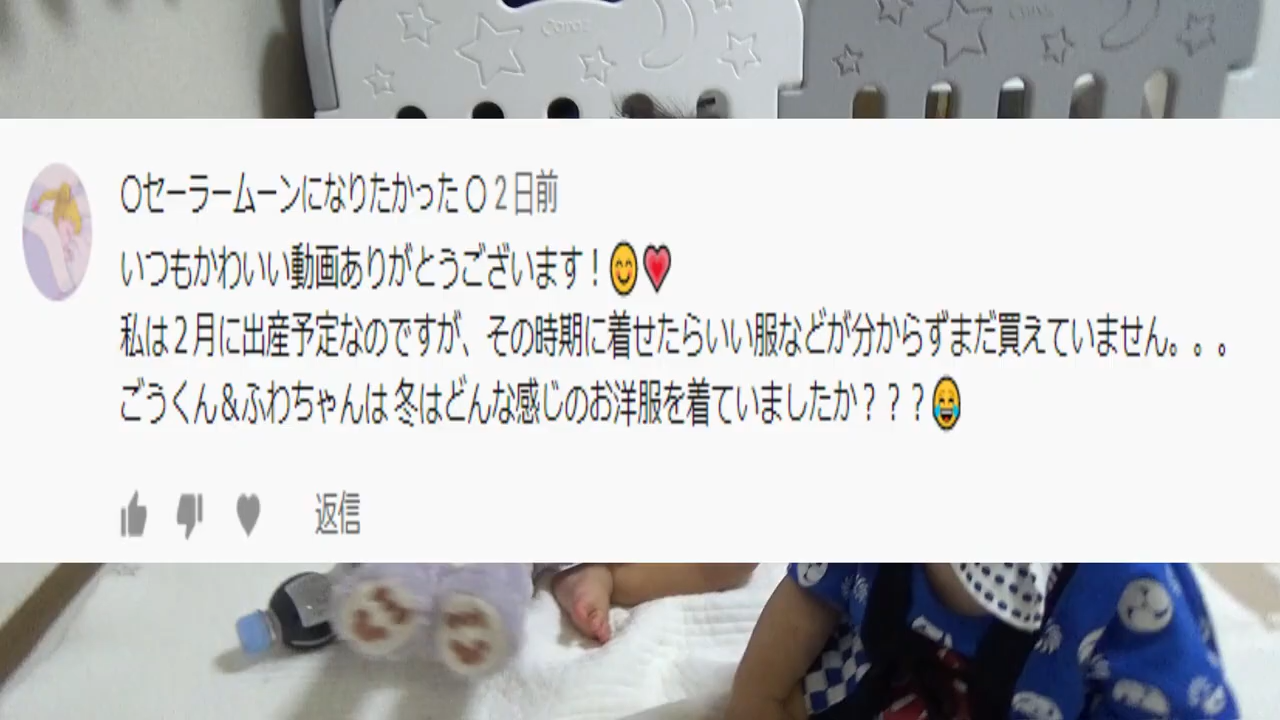 Caraz
〇セーラームーンになりたかった〇 2 日前
いつもかわいい動画ありがとうございます！😊❤
私は２月に出産予定なのですが、その時期に着せたらいい服などが分からずまだ買えていません。。。
ごうくん＆ふわちゃんは 冬はどんな感じのお洋服を着ていましたか？？？😂
返信